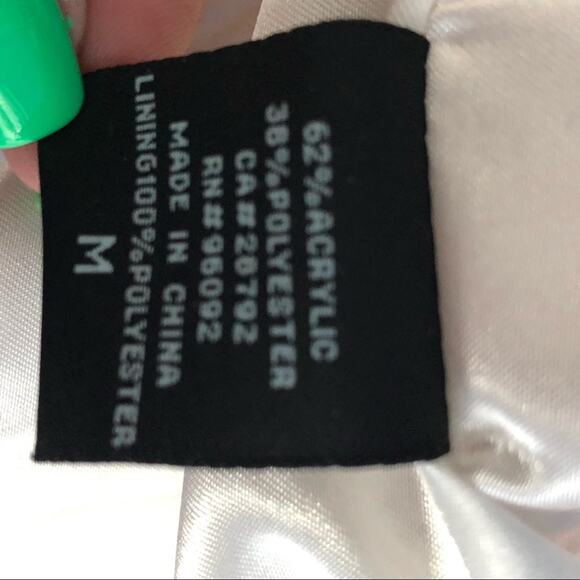 62%ACRYLIC
38%POLYESTER
CA#28792
RN#96092
MADE IN CHINA
LINING100%POLYESTER
M